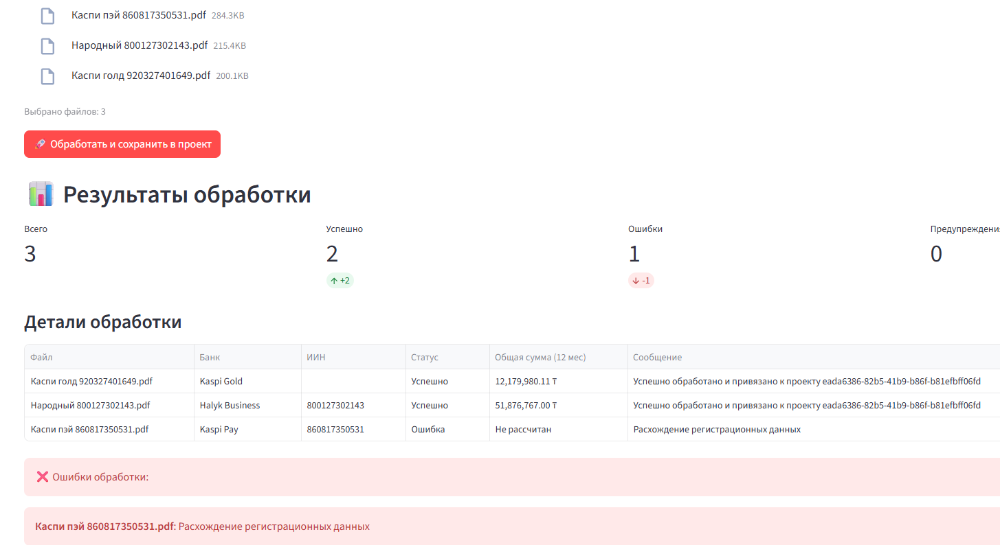 Каспи пэй 860817350531.pdf 284.3KB
Народный 800127302143.pdf 215.4KB
Каспи голд 920327401649.pdf 200.1KB
Выбрано файлов: 3
🚀 Обработать и сохранить в проект
📊 Результаты обработки
Всего Успешно Ошибки Предупреждени
3 2 1 0
↑ +2 ↓ -1
Детали обработки
Файл Банк ИИН Статус Общая сумма (12 мес) Сообщение
Каспи голд 920327401649.pdf Kaspi Gold Успешно 12,179,980.11 ₸ Успешно обработано и привязано к проекту eada6386-82b5-41b9-b86f-b81efbff06fd
Народный 800127302143.pdf Halyk Business 800127302143 Успешно 51,876,767.00 ₸ Успешно обработано и привязано к проекту eada6386-82b5-41b9-b86f-b81efbff06fd
Каспи пэй 860817350531.pdf Kaspi Pay 860817350531 Ошибка Не рассчитан Расхождение регистрационных данных
❌ Ошибки обработки:
Каспи пэй 860817350531.pdf: Расхождение регистрационных данных